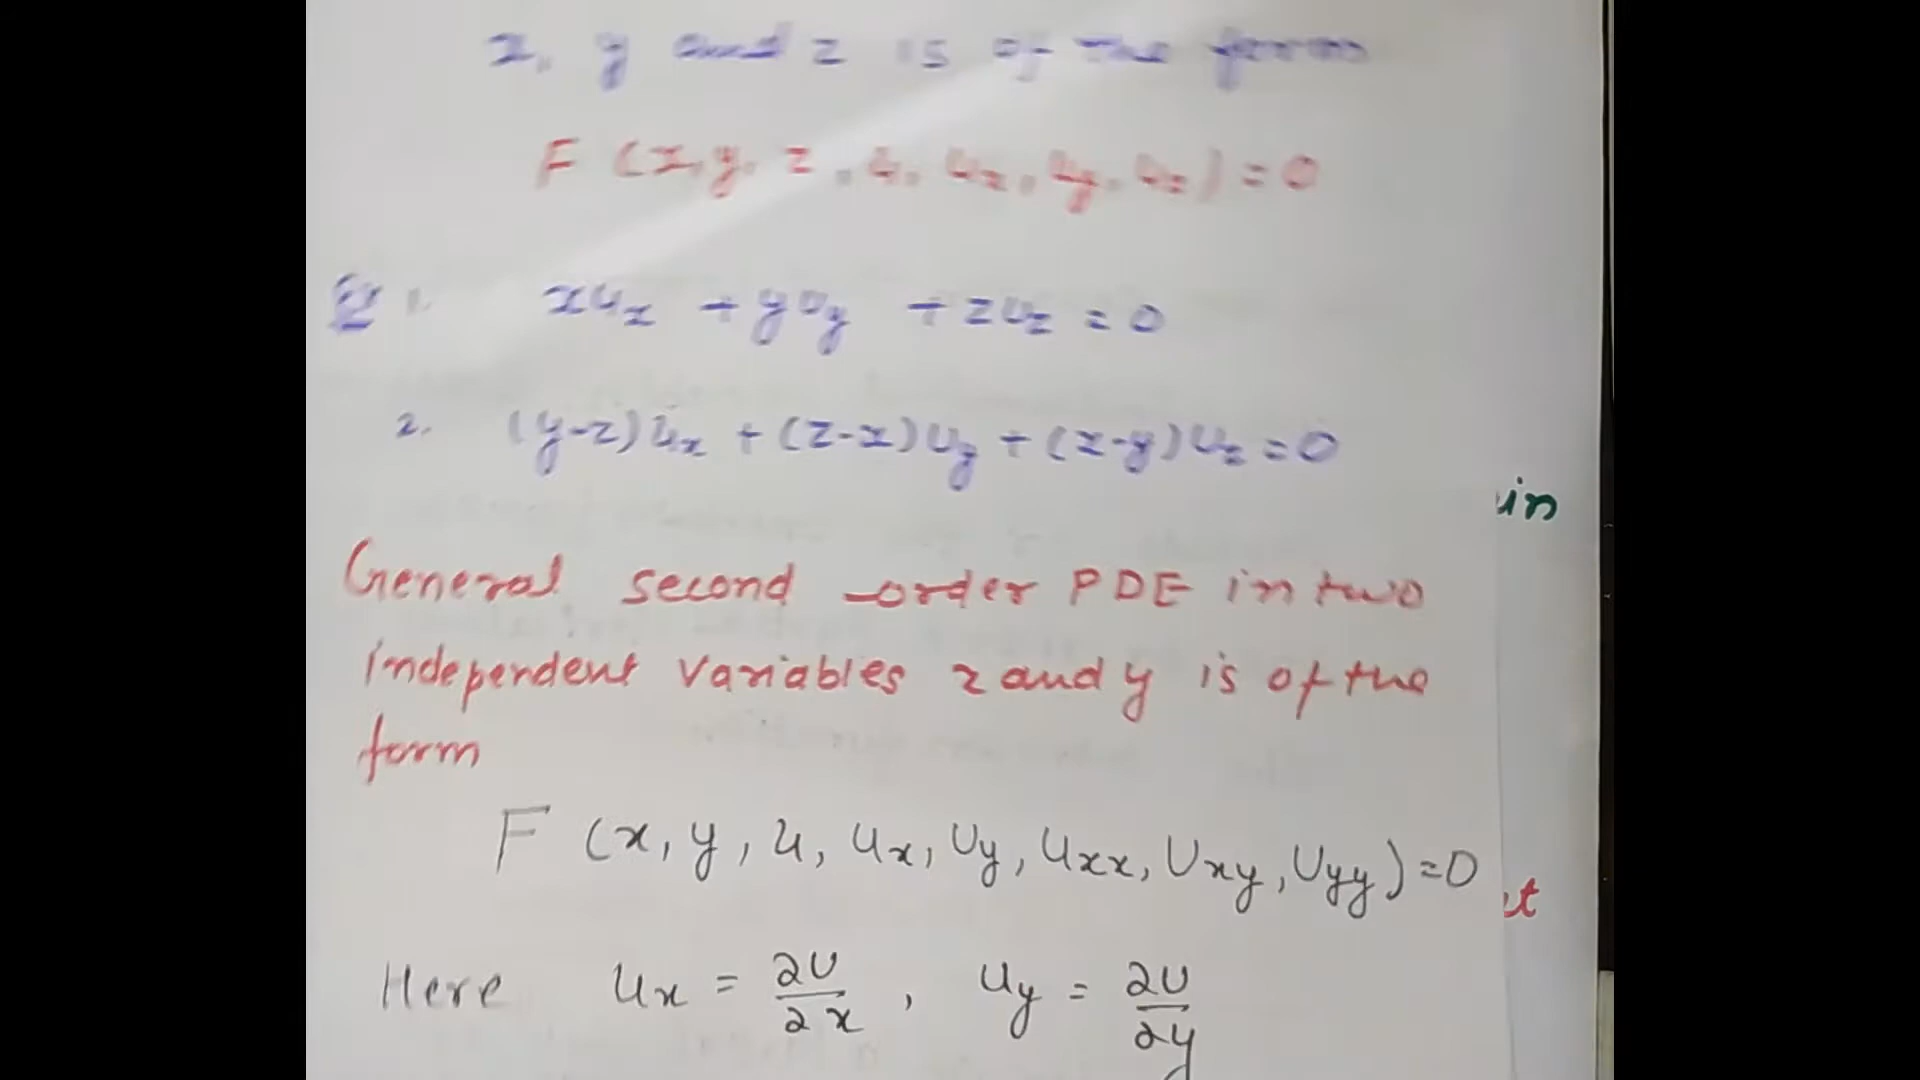 x, y and z is of the form
F (x, y, z, u, ux, uy, uz) = 0
Ex 1. xux + yuy + zuz = 0
2. (y-z)ux + (z-x)uy + (x-y)uz = 0
in
General second -order PDE in two
independent variables x and y is of the
form
F (x, y, u, ux, uy, uxx, uxy, uyy) = 0
t
Here ux = ∂u/∂x , uy = ∂u/∂y